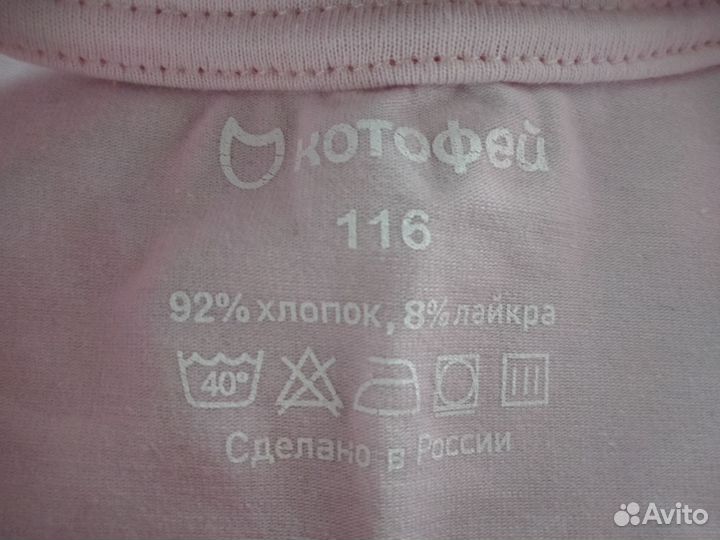 котофей
116
92% хлопок, 8% лайкра
40°
Сделано в России
Avito